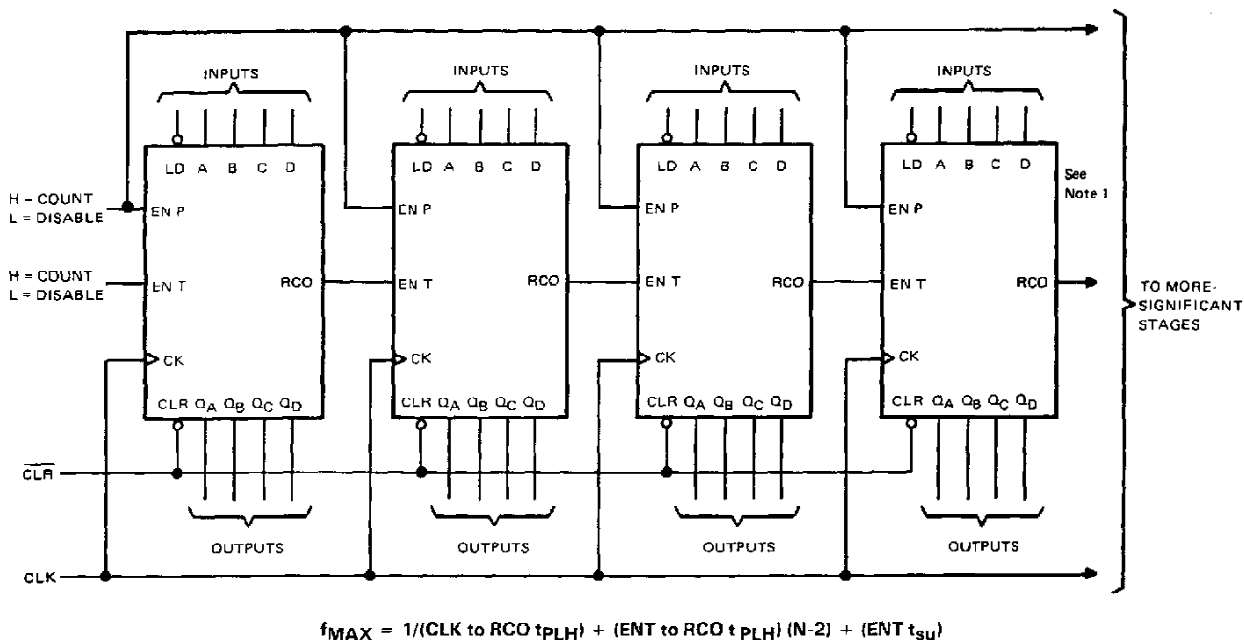 INPUTS INPUTS INPUTS INPUTS
LD A B C D LD A B C D LD A B C D LD A B C D
See
Note 1
H = COUNT
L = DISABLE
EN P EN P EN P EN P
H = COUNT
L = DISABLE
EN T RCO EN T RCO EN T RCO EN T RCO
TO MORE-
SIGNIFICANT
STAGES
CK CK CK CK
CLR QA QB QC QD CLR QA QB QC QD CLR QA QB QC QD CLR QA QB QC QD
CLR
OUTPUTS OUTPUTS OUTPUTS OUTPUTS
CLK
fMAX = 1/(CLK to RCO tPLH) + (ENT to RCO tPLH) (N-2) + (ENT tsu)